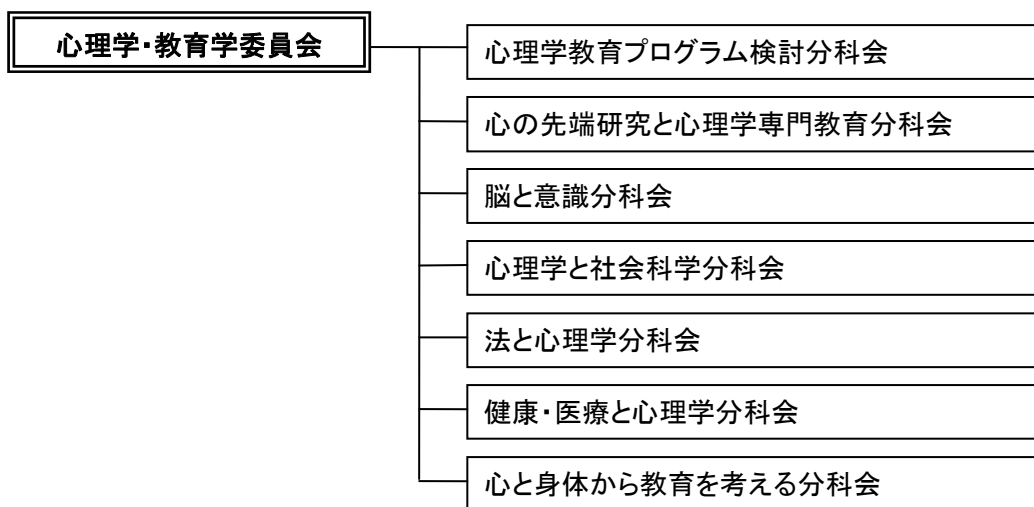 心理学・教育学委員会
心理学教育プログラム検討分科会
心の先端研究と心理学専門教育分科会
脳と意識分科会
心理学と社会科学分科会
法と心理学分科会
健康・医療と心理学分科会
心と身体から教育を考える分科会